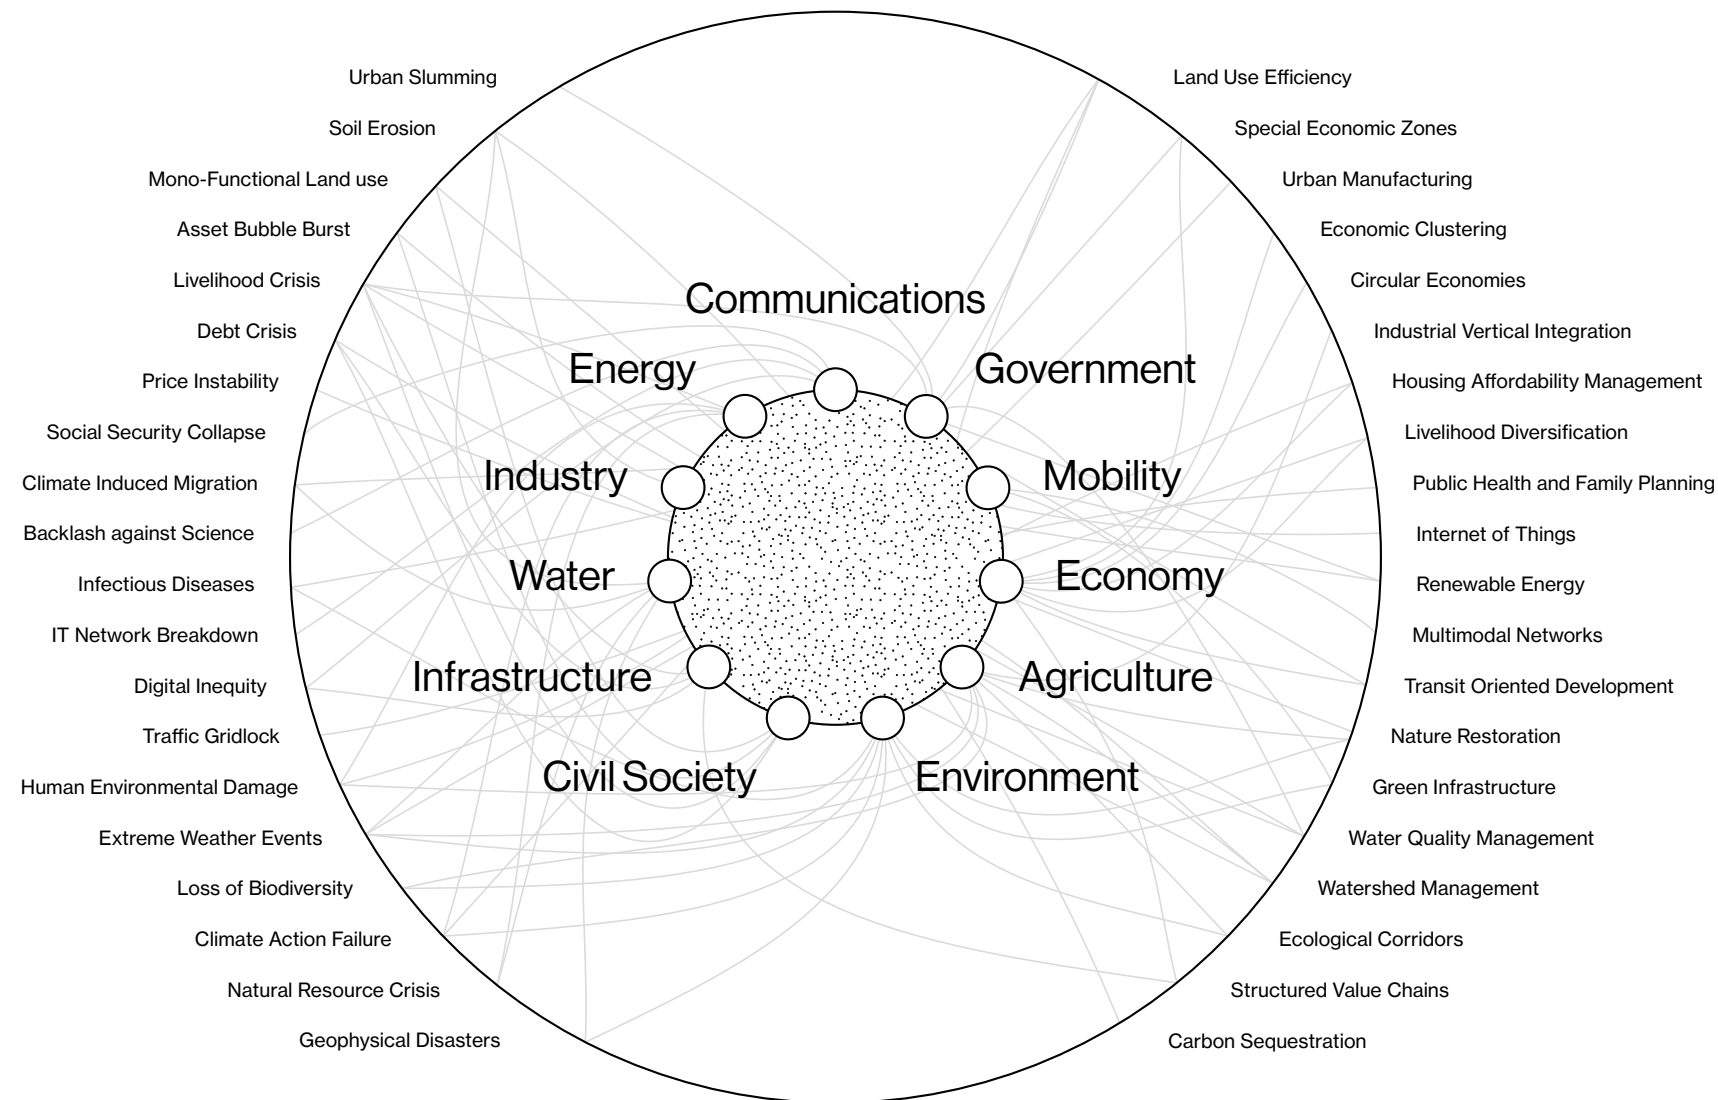 Urban Slumming
Soil Erosion
Mono-Functional Land use
Asset Bubble Burst
Livelihood Crisis
Debt Crisis
Price Instability
Social Security Collapse
Climate Induced Migration
Backlash against Science
Infectious Diseases
IT Network Breakdown
Digital Inequity
Traffic Gridlock
Human Environmental Damage
Extreme Weather Events
Loss of Biodiversity
Climate Action Failure
Natural Resource Crisis
Geophysical Disasters
Communications
Energy
Government
Industry
Mobility
Water
Economy
Infrastructure
Agriculture
Civil Society
Environment
Land Use Efficiency
Special Economic Zones
Urban Manufacturing
Economic Clustering
Circular Economies
Industrial Vertical Integration
Housing Affordability Management
Livelihood Diversification
Public Health and Family Planning
Internet of Things
Renewable Energy
Multimodal Networks
Transit Oriented Development
Nature Restoration
Green Infrastructure
Water Quality Management
Watershed Management
Ecological Corridors
Structured Value Chains
Carbon Sequestration